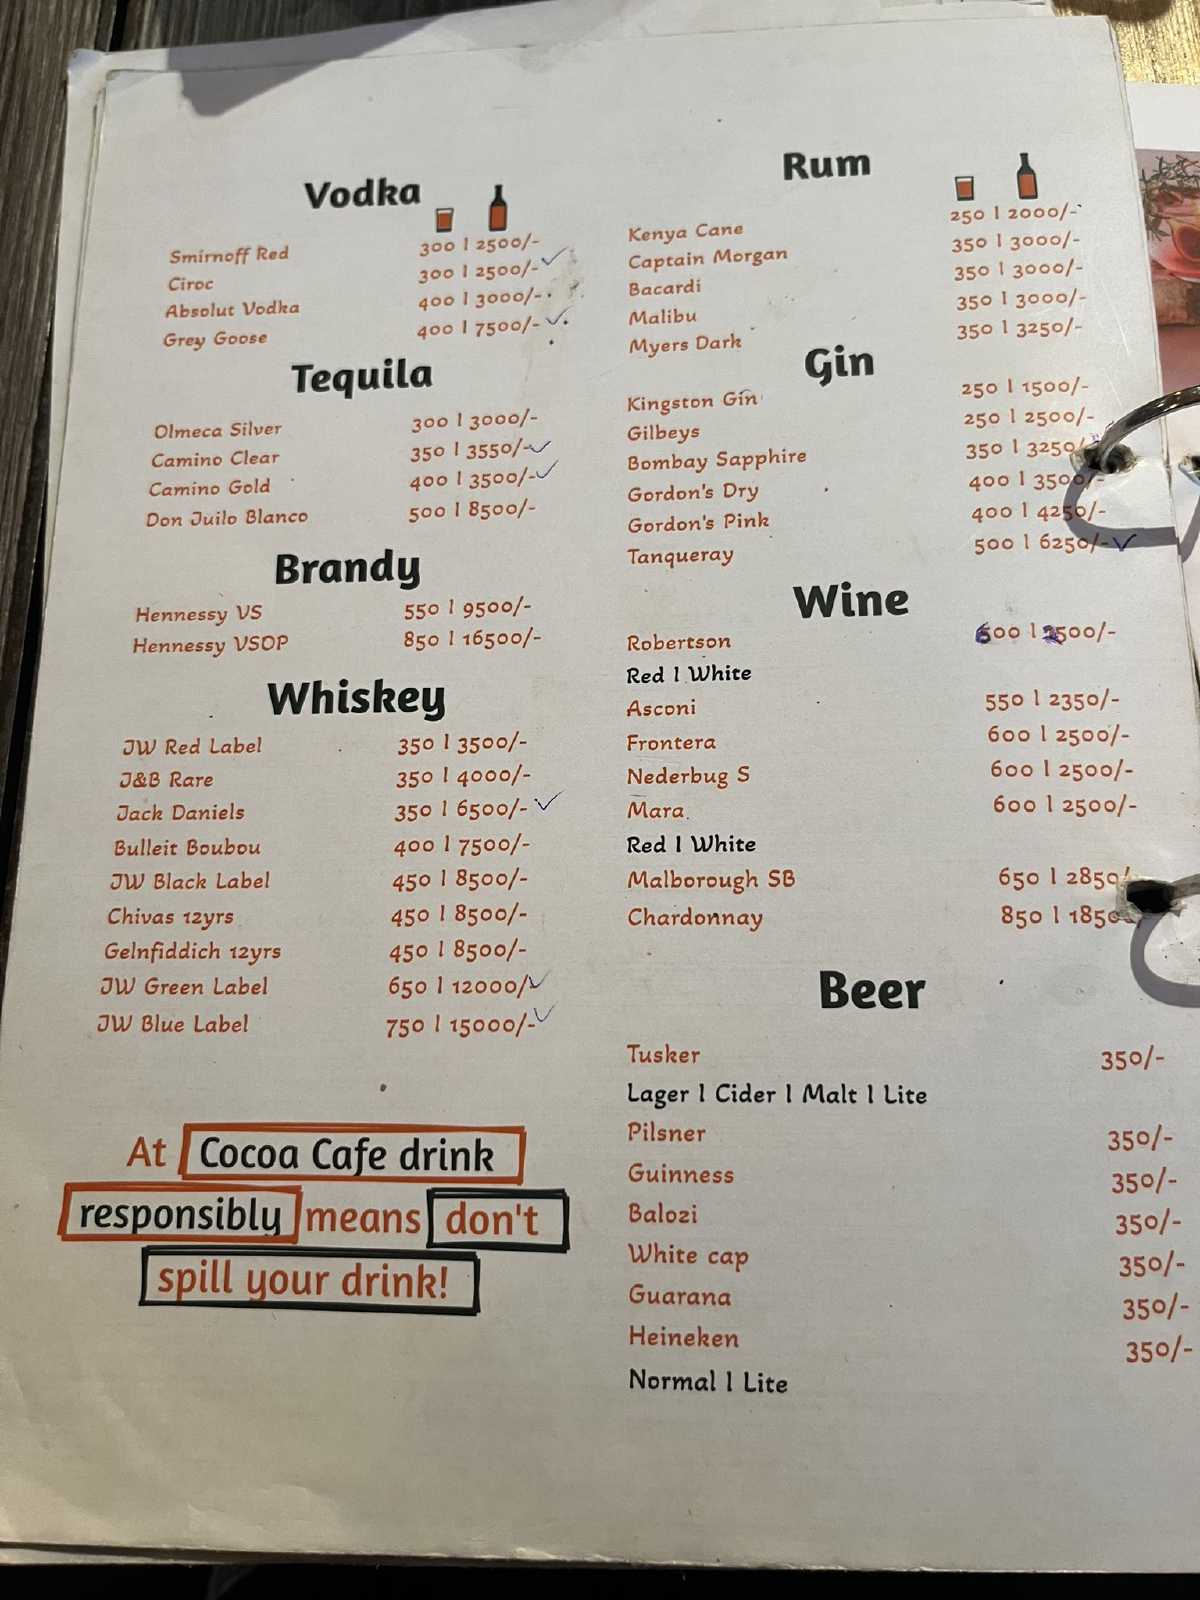 Vodka
Smirnoff Red 300 | 2500/-
Ciroc 300 | 2500/-
Absolut Vodka 400 | 3000/-
Grey Goose 400 | 7500/-
Tequila
Olmeca Silver 300 | 3000/-
Camino Clear 350 | 3550/-
Camino Gold 400 | 3500/-
Don Juilo Blanco 500 | 8500/-
Brandy
Hennessy VS 550 | 9500/-
Hennessy VSOP 850 | 16500/-
Whiskey
JW Red Label 350 | 3500/-
J&B Rare 350 | 4000/-
Jack Daniels 350 | 6500/-
Bulleit Boubou 400 | 7500/-
JW Black Label 450 | 8500/-
Chivas 12yrs 450 | 8500/-
Gelnfiddich 12yrs 450 | 8500/-
JW Green Label 650 | 12000/-
JW Blue Label 750 | 15000/-
At Cocoa Cafe drink
responsibly means don't
spill your drink!
Rum
Kenya Cane 250 | 2000/-
Captain Morgan 350 | 3000/-
Bacardi 350 | 3000/-
Malibu 350 | 3000/-
Myers Dark 350 | 3250/-
Gin
Kingston Gin 250 | 1500/-
Gilbeys 250 | 2500/-
Bombay Sapphire 350 | 3250/-
Gordon's Dry 400 | 3500/-
Gordon's Pink 400 | 4250/-
Tanqueray 500 | 6250/-
Wine
Robertson
Red | White
Asconi 550 | 2350/-
Frontera 600 | 2500/-
Nederbug S 600 | 2500/-
Mara 600 | 2500/-
Red | White
Malborough SB 650 | 2850/-
Chardonnay 850 |
Beer
Tusker 350/-
Lager | Cider | Malt | Lite
Pilsner 350/-
Guinness 350/-
Balozi 350/-
White cap 350/-
Guarana 350/-
Heineken 350/-
Normal | Lite